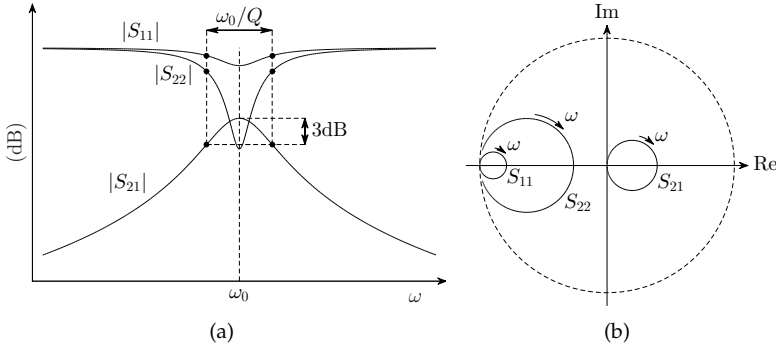 |S₁₁|
ω₀/Q
|S₂₂|
3dB
(dB)
|S₂₁|
ω₀
ω
(a)
Im
ω
ω
ω
Re
S₁₁
S₂₁
S₂₂
(b)